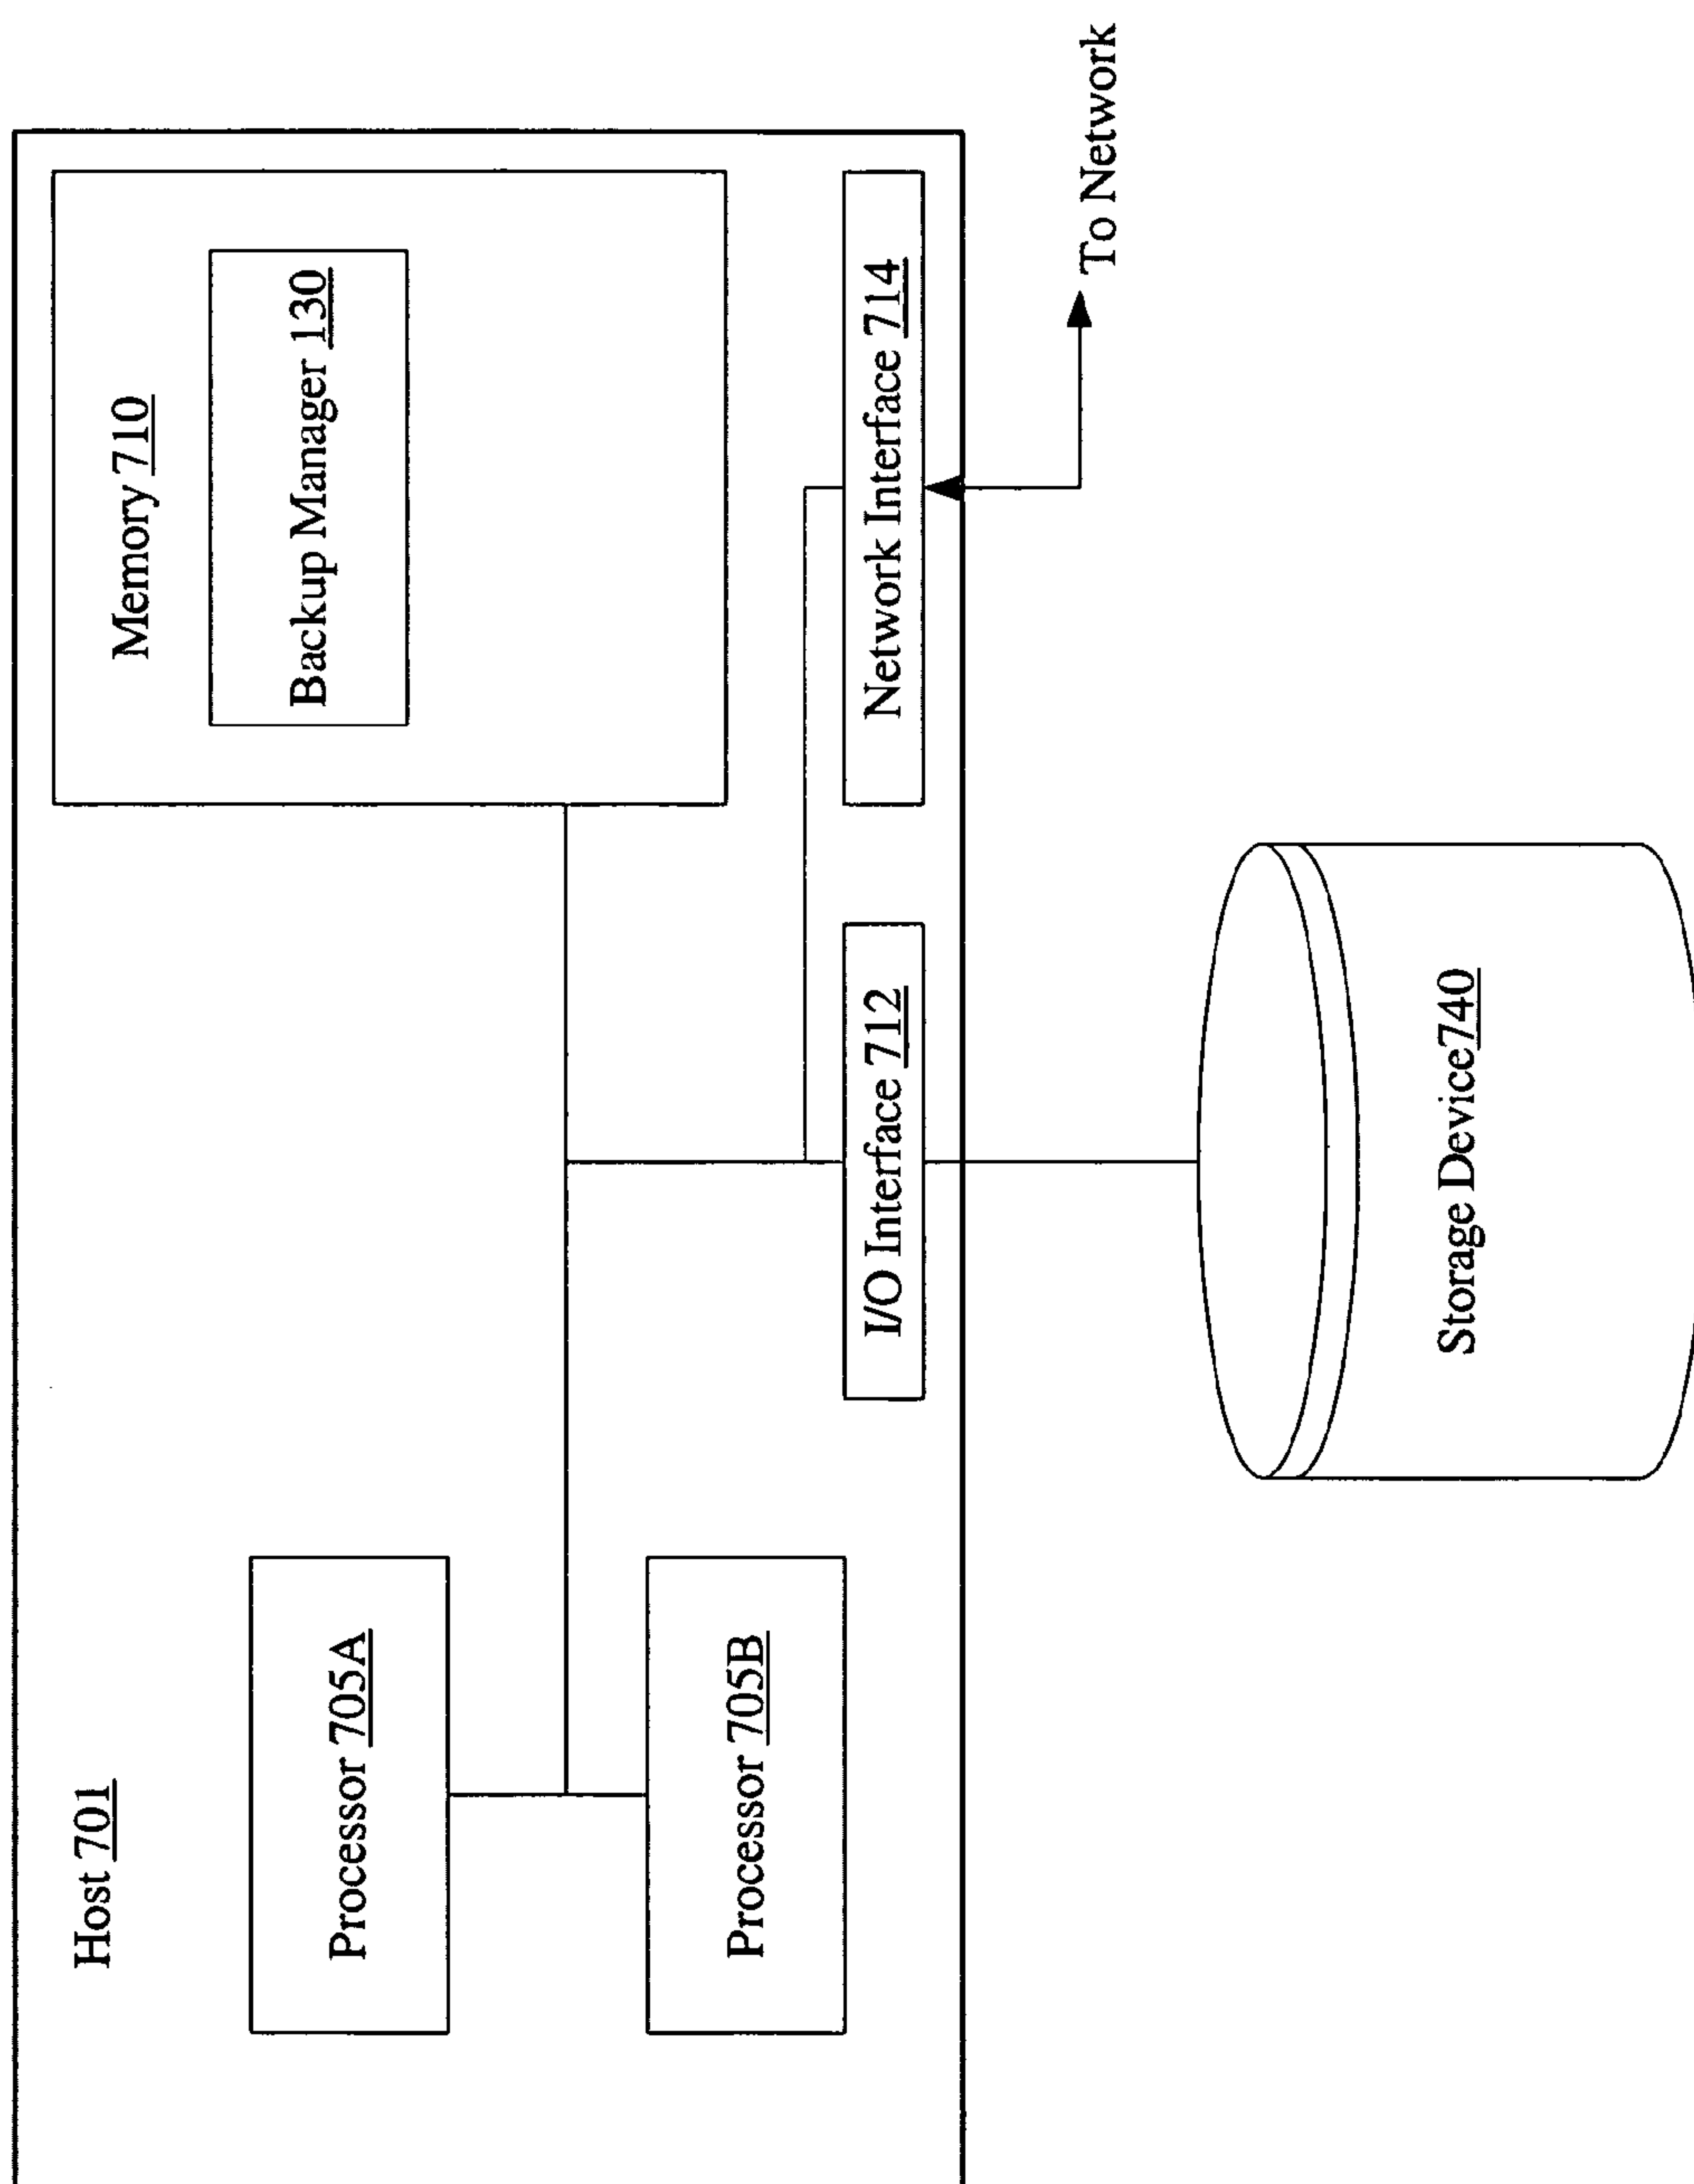 Host 701
Memory 710
Backup Manager 130
Processor 705A
Processor 705B
I/O Interface 712
Network Interface 714
To Network
Storage Device740